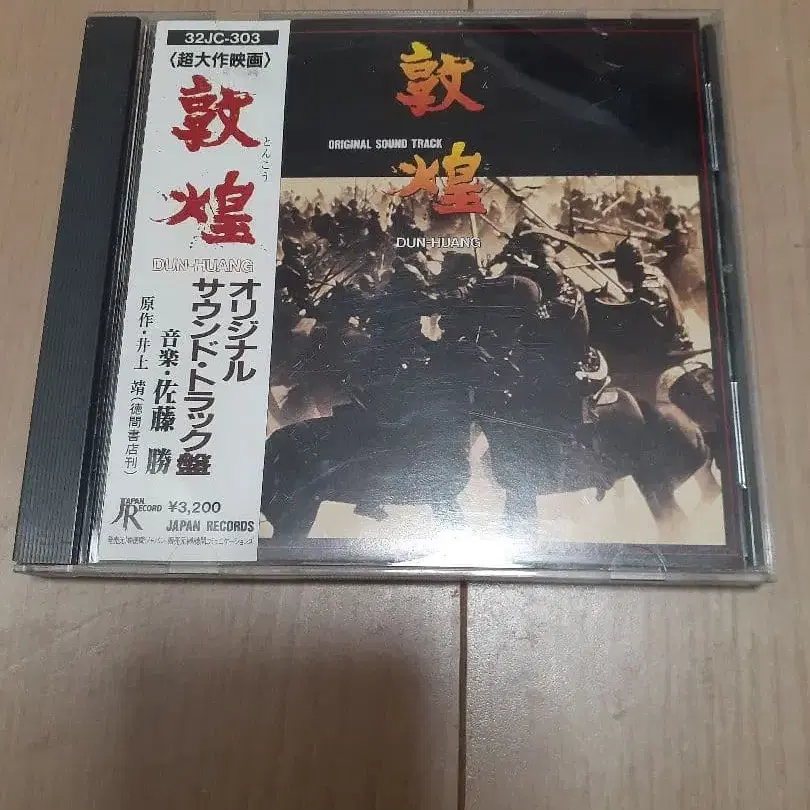 32JC-303
〈超大作映画〉
敦煌
とんこう
DUN-HUANG
オリジナル
サウンド・トラック盤
音楽・佐藤 勝
原作・井上 靖(徳間書店刊)
JAPAN RECORD
¥3,200
JAPAN RECORDS
敦煌
ORIGINAL SOUND TRACK
DUN-HUANG